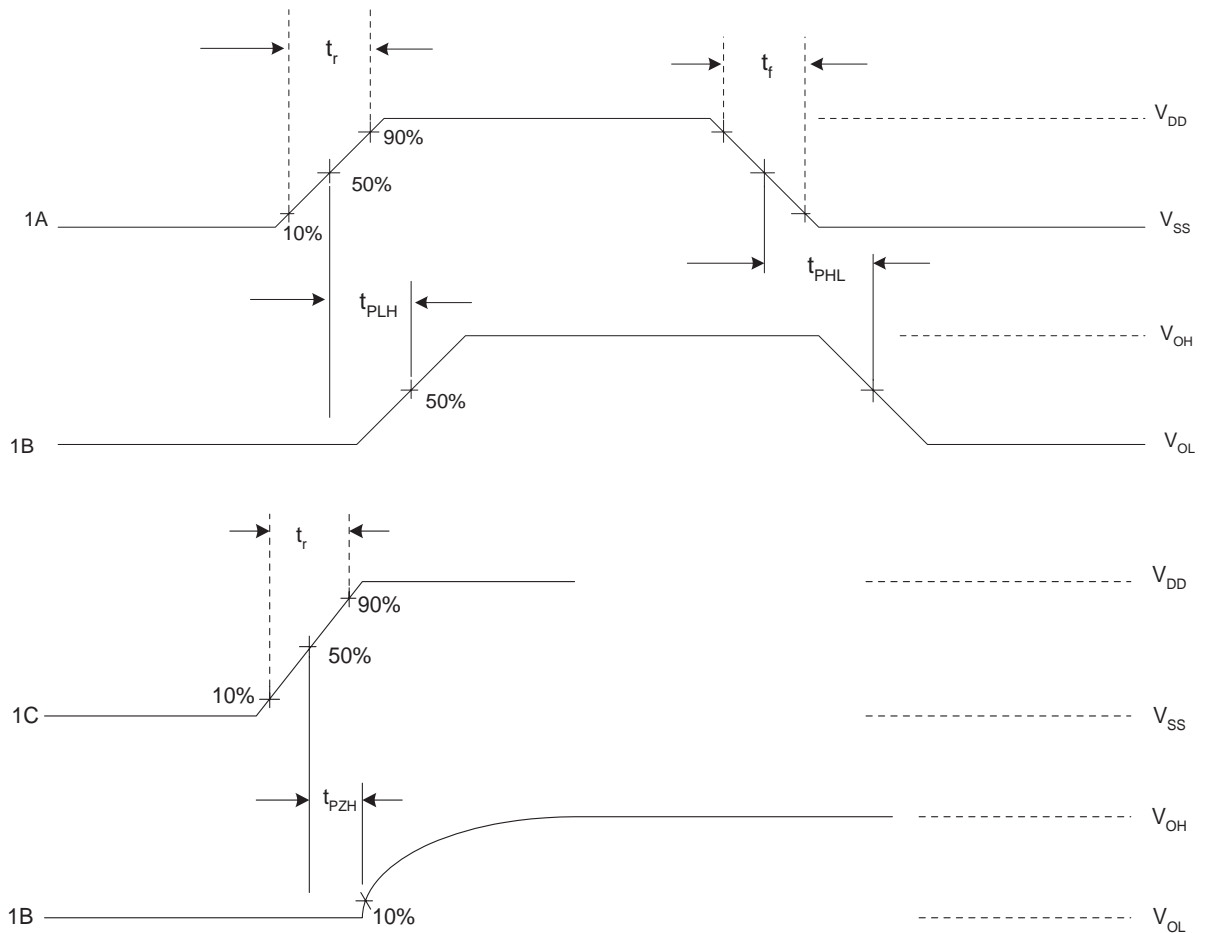 tr
tf
VDD
90%
50%
1A
10%
VSS
tPHL
tPLH
VOH
50%
1B
VOL
tr
VDD
90%
50%
10%
1C
VSS
tPZH
VOH
10%
1B
VOL